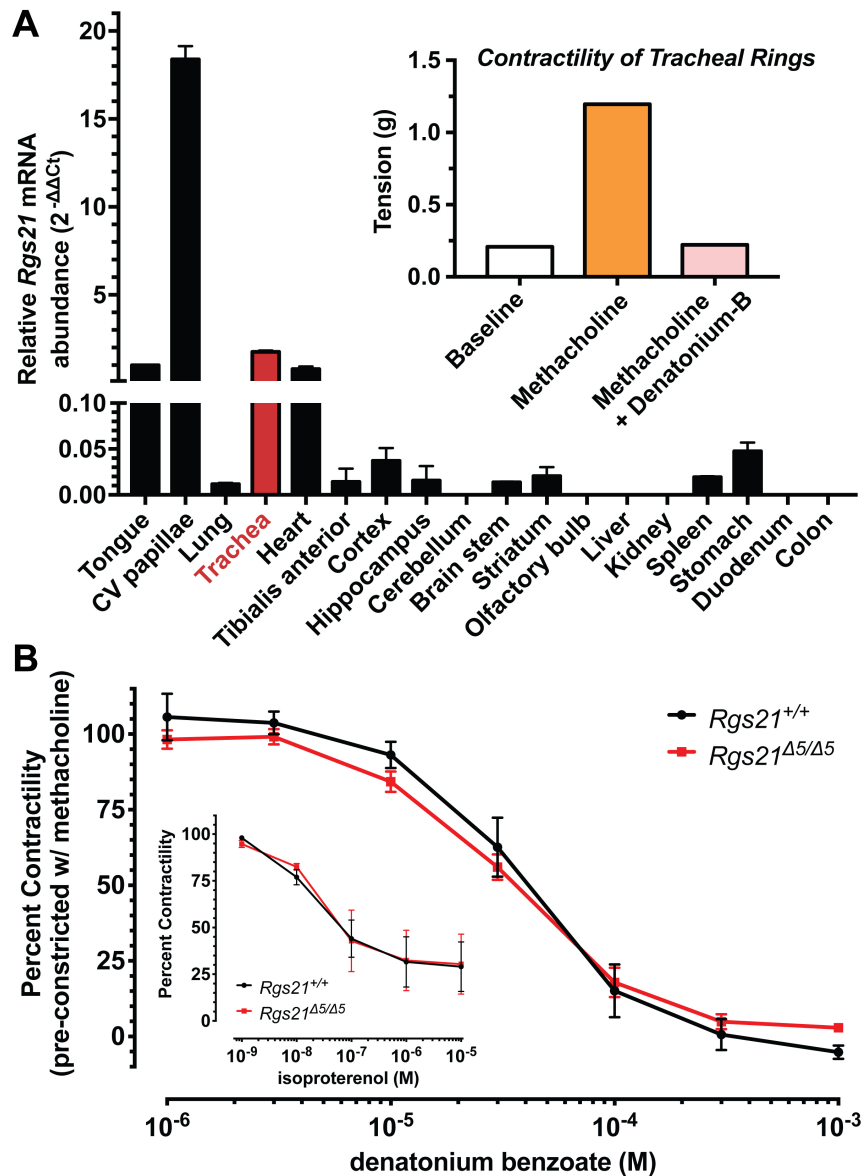 A
Relative Rgs21 mRNA
abundance (2^-ΔΔCt)
20
15
10
5
0.10
0.05
0.00
Tongue
CV papillae
Lung
Trachea
Heart
Tibialis anterior
Cortex
Hippocampus
Cerebellum
Brain stem
Striatum
Olfactory bulb
Liver
Kidney
Spleen
Stomach
Duodenum
Colon
Contractility of Tracheal Rings
Tension (g)
1.5
1.0
0.5
0.0
Baseline
Methacholine
Methacholine
+ Denatonium-B
B
Percent Contractility
(pre-constricted w/ methacholine)
100
75
50
25
0
Rgs21+/+
Rgs21Δ5/Δ5
Percent Contractility
100
75
50
25
0
Rgs21+/+
Rgs21Δ5/Δ5
10-9 10-8 10-7 10-6 10-5
isoproterenol (M)
10-6 10-5 10-4 10-3
denatonium benzoate (M)